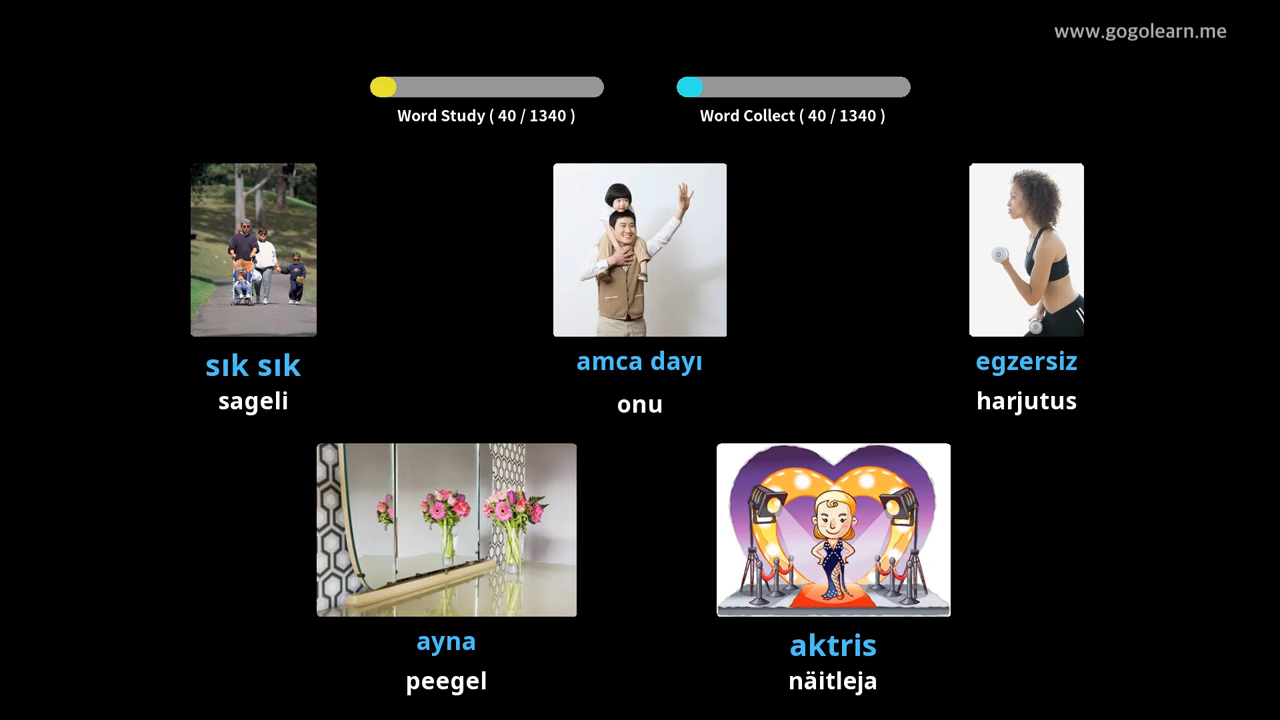 www.gogolearn.me
Word Study ( 40 / 1340 )
Word Collect ( 40 / 1340 )
sık sık
sageli
amca dayı
onu
egzersiz
harjutus
ayna
peegel
aktris
näitleja